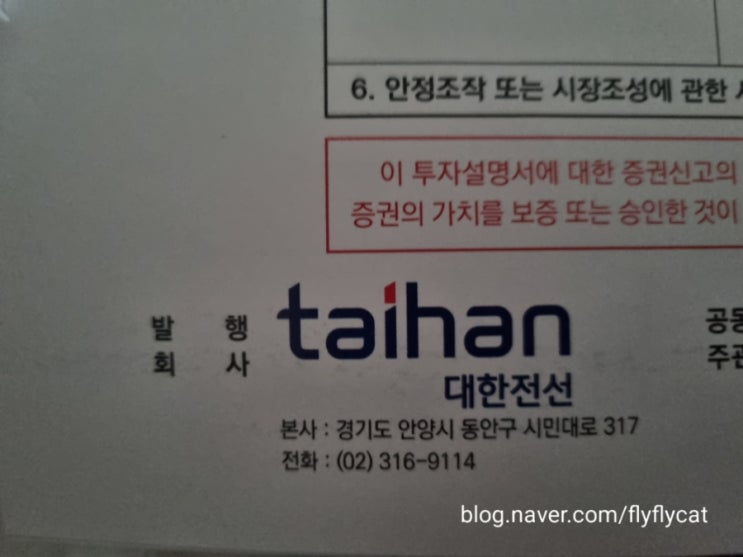 6. 안정조작 또는 시장조성에 관한
이 투자설명서에 대한 증권신고의
증권의 가치를 보증 또는 승인한 것이
발 행
회 사
taihan
대한전선
본사 : 경기도 안양시 동안구 시민대로 317
전화 : (02) 316-9114
공동
주관
blog.naver.com/flyflycat